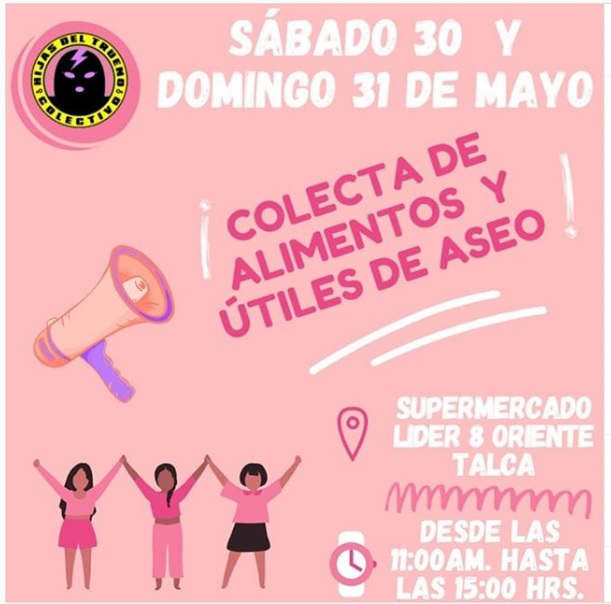 HIJAS DEL TRUENO
COLECTIVO
SÁBADO 30 Y
DOMINGO 31 DE MAYO
¡COLECTA DE
ALIMENTOS Y
ÚTILES DE ASEO!
SUPERMERCADO
LIDER 8 ORIENTE
TALCA
DESDE LAS
11:00AM. HASTA
LAS 15:00 HRS.